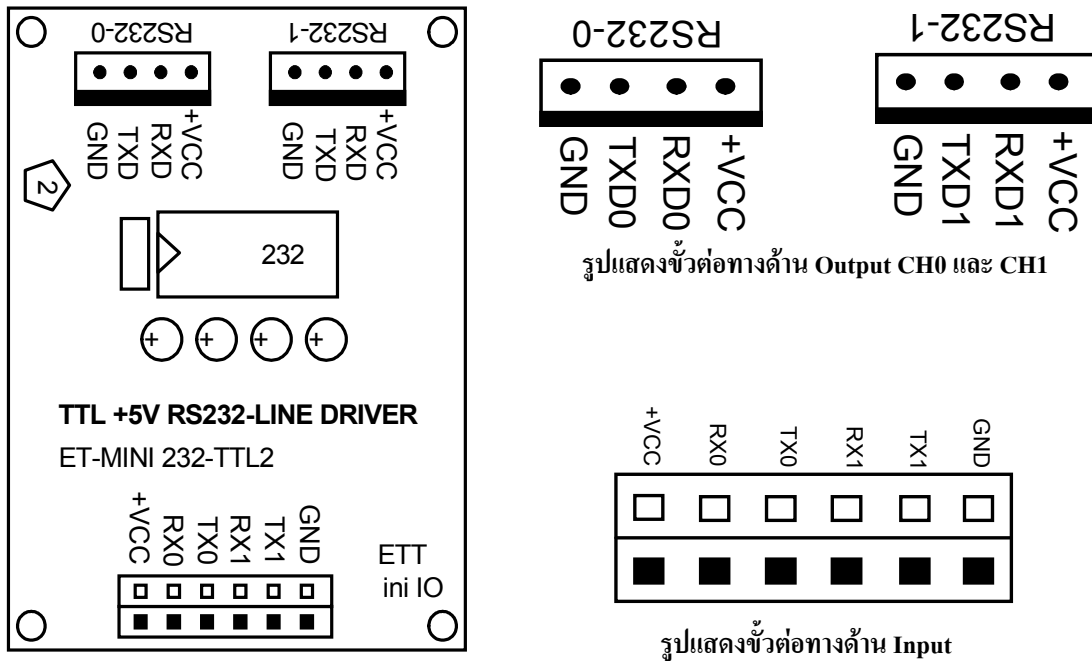 RS232-0
RS232-1
GND
TXD
RXD
+VCC
GND
TXD
RXD
+VCC
2
232
+ + + +
TTL +5V RS232-LINE DRIVER
ET-MINI 232-TTL2
+VCC
RX0
TX0
RX1
TX1
GND
ETT
ini IO
RS232-0
RS232-1
GND
TXD0
RXD0
+VCC
GND
TXD1
RXD1
+VCC
รูปแสดงขั้วต่อทางด้าน Output CH0 และ CH1
+VCC
RX0
TX0
RX1
TX1
GND
รูปแสดงขั้วต่อทางด้าน Input